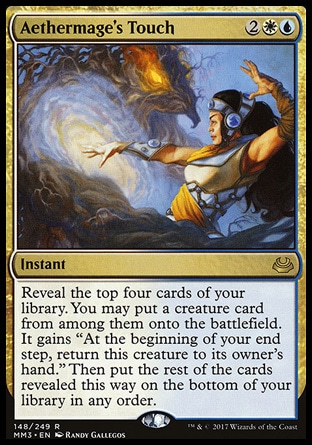 Aethermage's Touch 2
Instant
Reveal the top four cards of your
library. You may put a creature card
from among them onto the battlefield.
It gains “At the beginning of your end
step, return this creature to its owner's
hand.” Then put the rest of the cards
revealed this way on the bottom of your
library in any order.
148/249 R
MM3 • EN Randy Gallegos ™ & © 2017 Wizards of the Coast